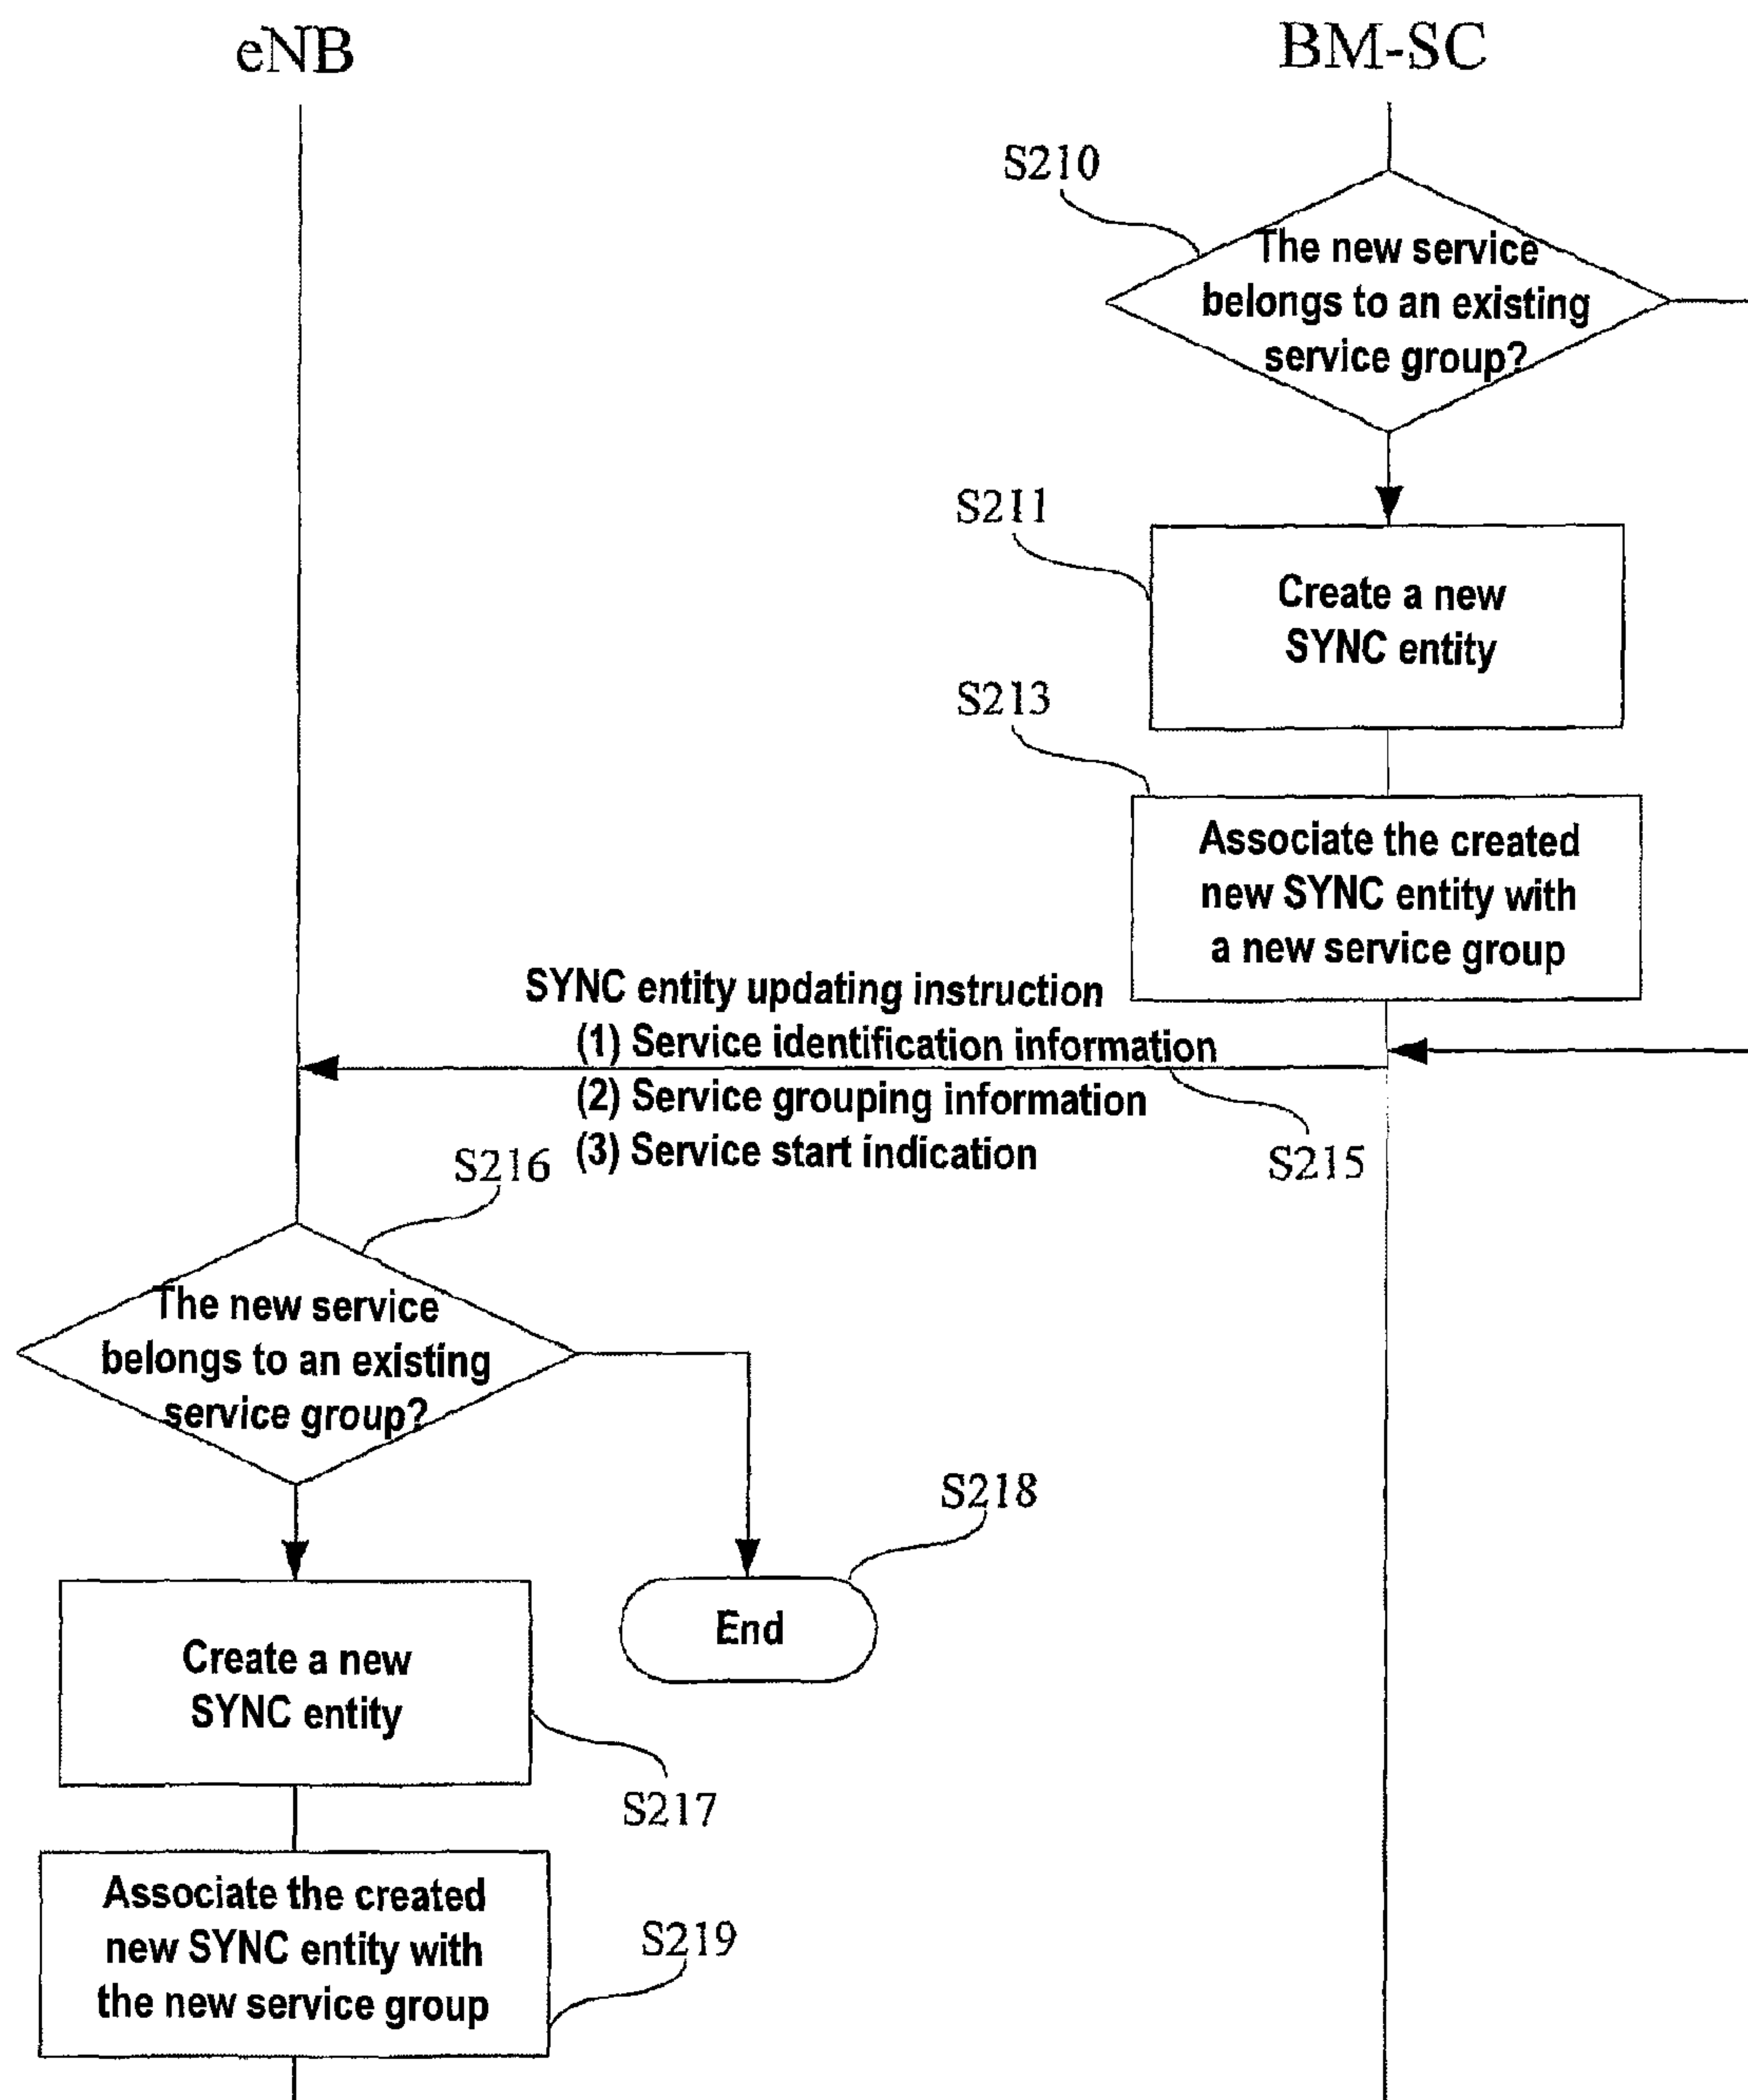 eNB
BM-SC
S210
The new service
belongs to an existing
service group?
S211
Create a new
SYNC entity
S213
Associate the created
new SYNC entity with
a new service group
SYNC entity updating instruction
(1) Service identification information
(2) Service grouping information
(3) Service start indication
S215
S216
The new service
belongs to an existing
service group?
S218
End
Create a new
SYNC entity
S217
Associate the created
new SYNC entity with
the new service group
S219